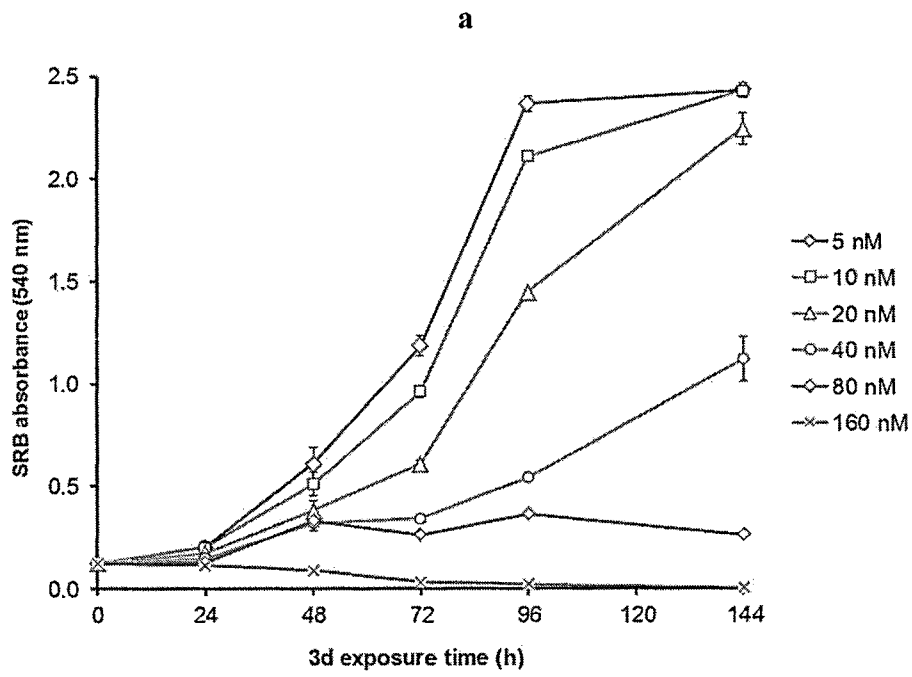 a
2.5
2.0
1.5
1.0
0.5
0.0
SRB absorbance (540 nm)
0 24 48 72 96 120 144
3d exposure time (h)
5 nM
10 nM
20 nM
40 nM
80 nM
160 nM